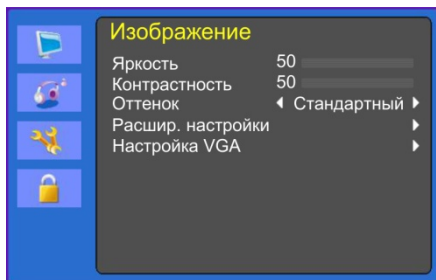 Изображение
Яркость 50
Контрастность 50
Оттенок Стандартный
Расшир. настройки
Настройка VGA